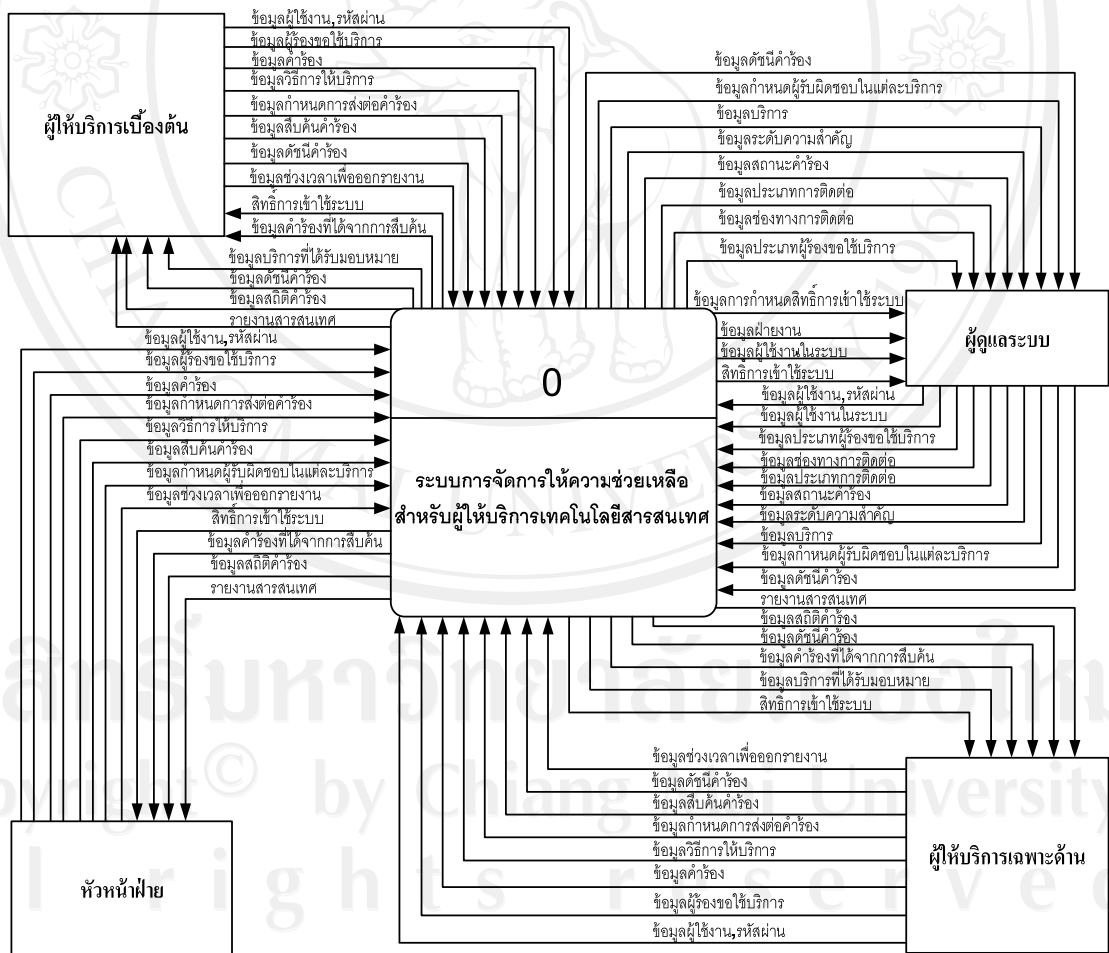 ผู้ให้บริการเบื้องต้น
ข้อมูลผู้ใช้งาน,รหัสผ่าน
ข้อมูลผู้ร้องขอใช้บริการ
ข้อมูลคำร้อง
ข้อมูลวิธีการให้บริการ
ข้อมูลกำหนดการส่งต่อคำร้อง
ข้อมูลสืบค้นคำร้อง
ข้อมูลดัชนีคำร้อง
ข้อมูลช่วงเวลาเพื่อออกรายงาน
สิทธิ์การเข้าใช้ระบบ
ข้อมูลคำร้องที่ได้จากการสืบค้น
ข้อมูลบริการที่ได้รับมอบหมาย
ข้อมูลดัชนีคำร้อง
ข้อมูลสถิติคำร้อง
รายงานสารสนเทศ
ข้อมูลดัชนีคำร้อง
ข้อมูลกำหนดผู้รับผิดชอบในแต่ละบริการ
ข้อมูลบริการ
ข้อมูลระดับความสำคัญ
ข้อมูลสถานะคำร้อง
ข้อมูลประเภทการติดต่อ
ข้อมูลช่องทางการติดต่อ
ข้อมูลประเภทผู้ร้องขอใช้บริการ
ข้อมูลการกำหนดสิทธิ์การเข้าใช้ระบบ
ข้อมูลฝ่ายงาน
ข้อมูลผู้ใช้งานในระบบ
สิทธิ์การเข้าใช้ระบบ
ผู้ดูแลระบบ
ข้อมูลผู้ใช้งาน,รหัสผ่าน
ข้อมูลผู้ใช้งานในระบบ
ข้อมูลประเภทผู้ร้องขอใช้บริการ
ข้อมูลช่องทางการติดต่อ
ข้อมูลประเภทการติดต่อ
ข้อมูลสถานะคำร้อง
ข้อมูลระดับความสำคัญ
ข้อมูลบริการ
ข้อมูลกำหนดผู้รับผิดชอบในแต่ละบริการ
ข้อมูลดัชนีคำร้อง
0
ระบบการจัดการให้ความช่วยเหลือ
สำหรับผู้ให้บริการเทคโนโลยีสารสนเทศ
ข้อมูลผู้ใช้งาน,รหัสผ่าน
ข้อมูลผู้ร้องขอใช้บริการ
ข้อมูลคำร้อง
ข้อมูลกำหนดการส่งต่อคำร้อง
ข้อมูลวิธีการให้บริการ
ข้อมูลสืบค้นคำร้อง
ข้อมูลกำหนดผู้รับผิดชอบในแต่ละบริการ
ข้อมูลช่วงเวลาเพื่อออกรายงาน
สิทธิ์การเข้าใช้ระบบ
ข้อมูลคำร้องที่ได้จากการสืบค้น
ข้อมูลสถิติคำร้อง
รายงานสารสนเทศ
หัวหน้าฝ่าย
รายงานสารสนเทศ
ข้อมูลสถิติคำร้อง
ข้อมูลดัชนีคำร้อง
ข้อมูลคำร้องที่ได้จากการสืบค้น
ข้อมูลบริการที่ได้รับมอบหมาย
สิทธิ์การเข้าใช้ระบบ
ข้อมูลช่วงเวลาเพื่อออกรายงาน
ข้อมูลดัชนีคำร้อง
ข้อมูลสืบค้นคำร้อง
ข้อมูลกำหนดการส่งต่อคำร้อง
ข้อมูลวิธีการให้บริการ
ข้อมูลคำร้อง
ข้อมูลผู้ร้องขอใช้บริการ
ข้อมูลผู้ใช้งาน,รหัสผ่าน
ผู้ให้บริการเฉพาะด้าน
by Chiang Mai University
rights reserved